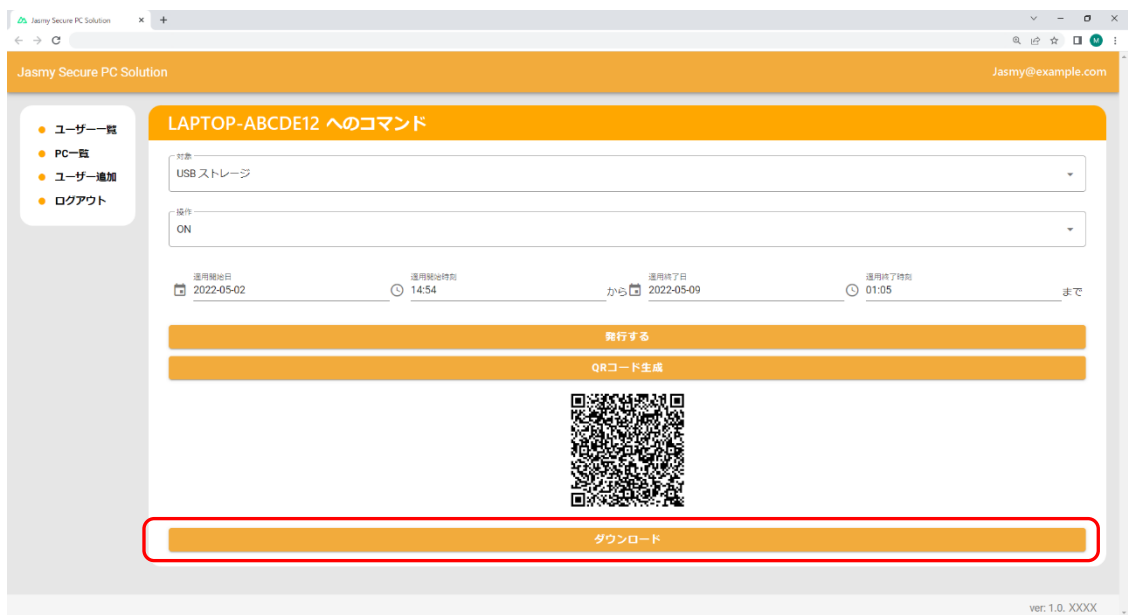 Jasmy Secure PC Solution
Jasmy Secure PC Solution
Jasmy@example.com
ユーザー一覧
PC一覧
ユーザー追加
ログアウト
LAPTOP-ABCDE12 へのコマンド
対象
USB ストレージ
操作
ON
適用開始日 適用開始時刻 適用終了日 適用終了時刻
2022-05-02 14:54 から 2022-05-09 01:05 まで
発行する
QRコード生成
ダウンロード
ver: 1.0. XXXX